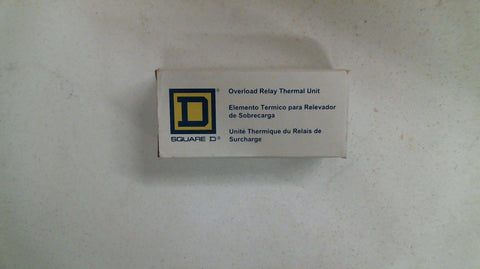 D®
SQUARE D®
Overload Relay Thermal Unit
Elemento Termico para Relevador
de Sobrecarga
Unité Thermique du Relais de
Surcharge